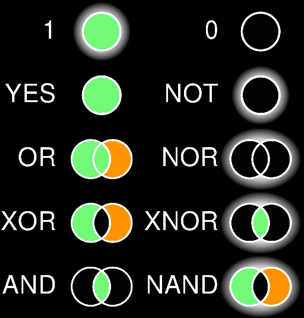 1 0
YES NOT
OR NOR
XOR XNOR
AND NAND